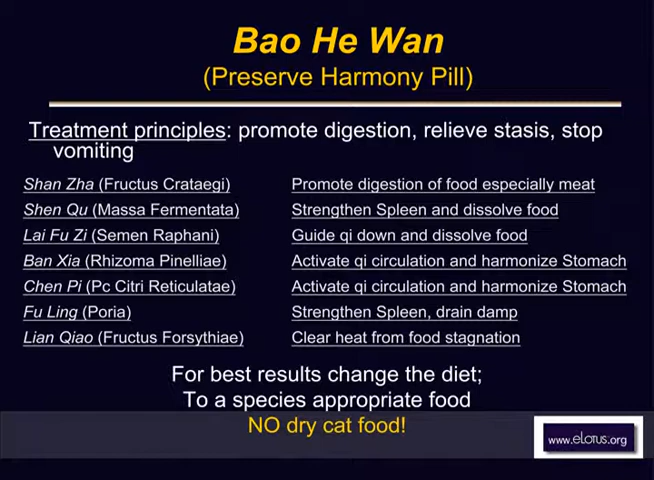 Bao He Wan
(Preserve Harmony Pill)
Treatment principles: promote digestion, relieve stasis, stop
vomiting
Shan Zha (Fructus Crataegi) Promote digestion of food especially meat
Shen Qu (Massa Fermentata) Strengthen Spleen and dissolve food
Lai Fu Zi (Semen Raphani) Guide qi down and dissolve food
Ban Xia (Rhizoma Pinelliae) Activate qi circulation and harmonize Stomach
Chen Pi (Pc Citri Reticulatae) Activate qi circulation and harmonize Stomach
Fu Ling (Poria) Strengthen Spleen, drain damp
Lian Qiao (Fructus Forsythiae) Clear heat from food stagnation
For best results change the diet;
To a species appropriate food
NO dry cat food!
www.eLotus.org